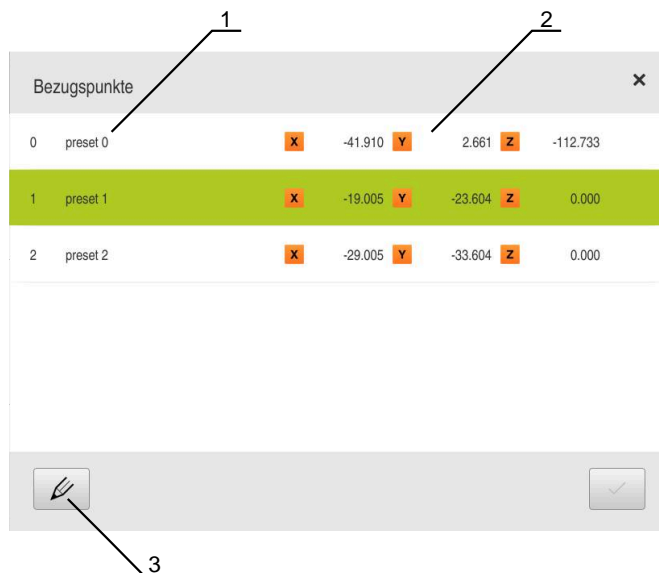 1 2
Bezugspunkte ×
0 preset 0 X -41.910 Y 2.661 Z -112.733
1 preset 1 X -19.005 Y -23.604 Z 0.000
2 preset 2 X -29.005 Y -33.604 Z 0.000
3